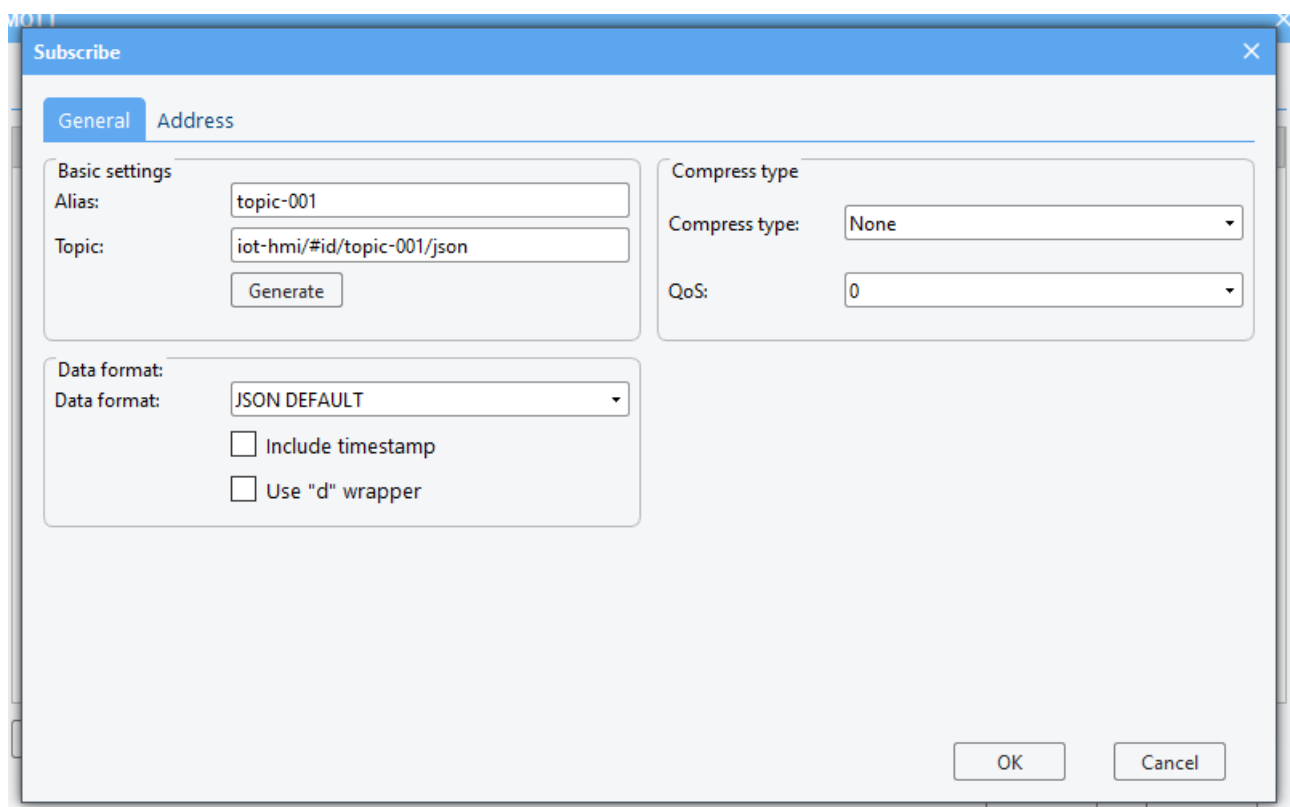 MQTT
Subscribe
General Address
Basic settings
Alias: topic-001
Topic: iot-hmi/#id/topic-001/json
Generate
Compress type
Compress type: None
QoS: 0
Data format:
Data format: JSON DEFAULT
Include timestamp
Use "d" wrapper
OK Cancel